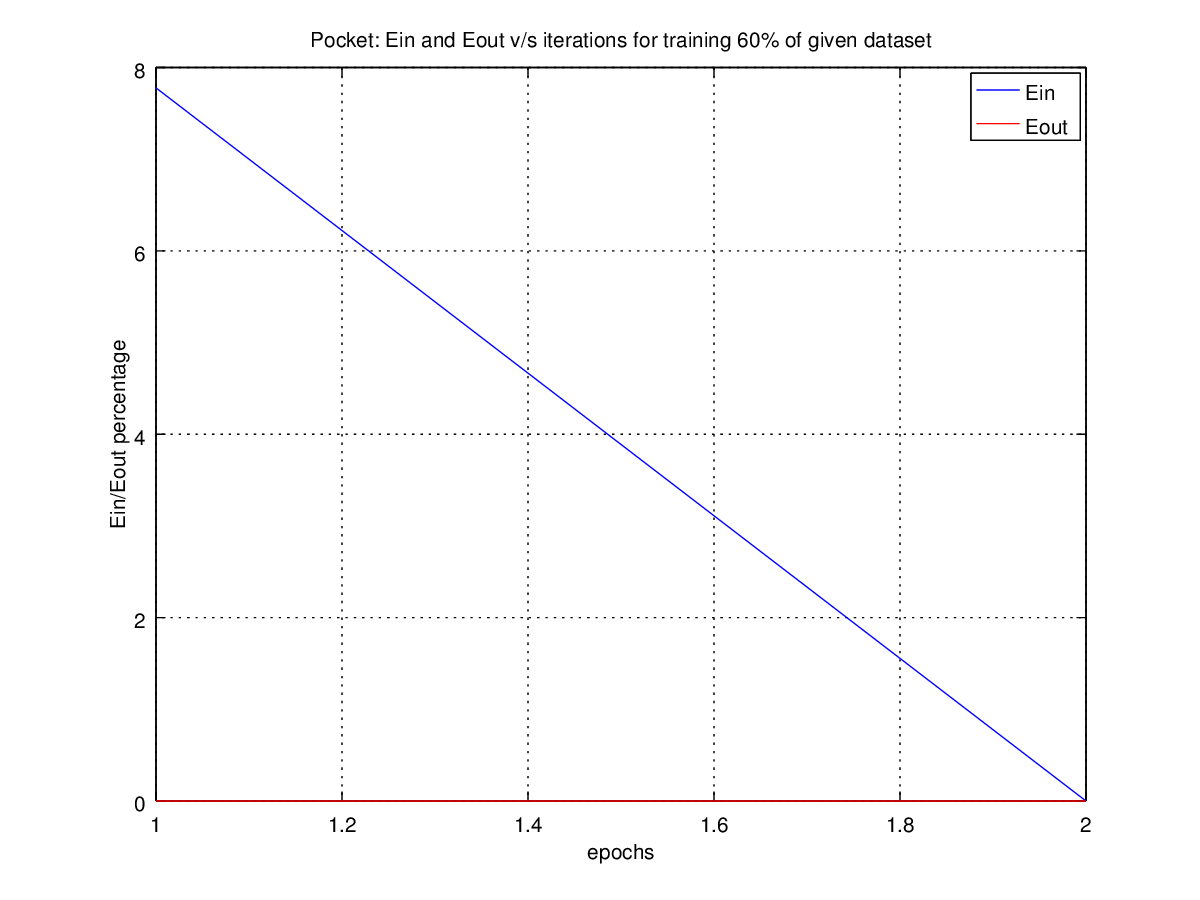 Pocket: Ein and Eout v/s iterations for training 60% of given dataset
8
Ein
Eout
6
4
Ein/Eout percentage
2
0
1 1.2 1.4 1.6 1.8 2
epochs